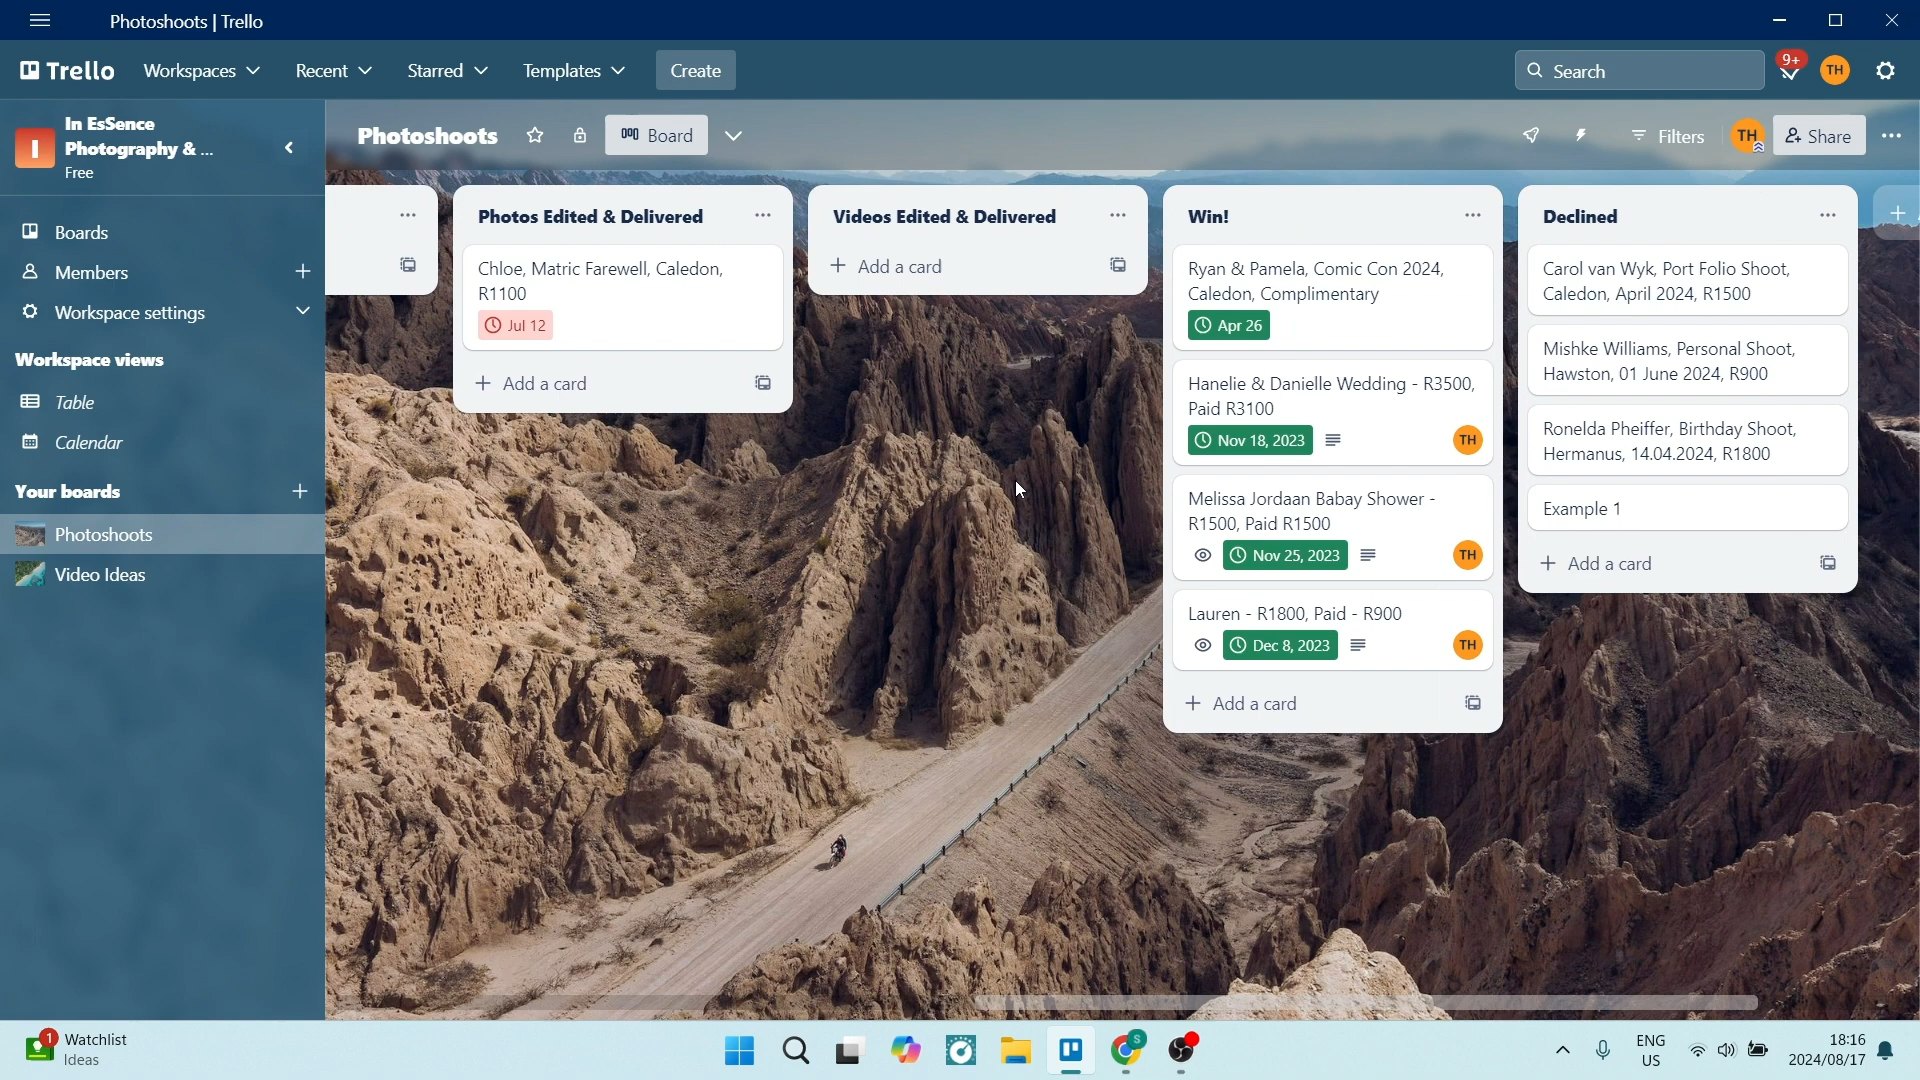 Photoshoots | Trello
Trello
Workspaces
Recent
Starred
Templates
Create
Search
9+
TH
In EsSence
Photography & ...
Free
Photoshoots
Board
Filters
TH
Share
Boards
Members
Workspace settings
Workspace views
Table
Calendar
Your boards
Photoshoots
Video Ideas
Photos Edited & Delivered
Chloe, Matric Farewell, Caledon,
R1100
Jul 12
Add a card
Videos Edited & Delivered
Add a card
Win!
Ryan & Pamela, Comic Con 2024,
Caledon, Complimentary
Apr 26
Hanelie & Danielle Wedding - R3500,
Paid R3100
Nov 18, 2023
TH
Melissa Jordaan Babay Shower -
R1500, Paid R1500
Nov 25, 2023
TH
Lauren - R1800, Paid - R900
Dec 8, 2023
TH
Add a card
Declined
Carol van Wyk, Port Folio Shoot,
Caledon, April 2024, R1500
Mishke Williams, Personal Shoot,
Hawston, 01 June 2024, R900
Ronelda Pheiffer, Birthday Shoot,
Hermanus, 14.04.2024, R1800
Example 1
Add a card
1
Watchlist
Ideas
S
ENG
US
18:16
2024/08/17